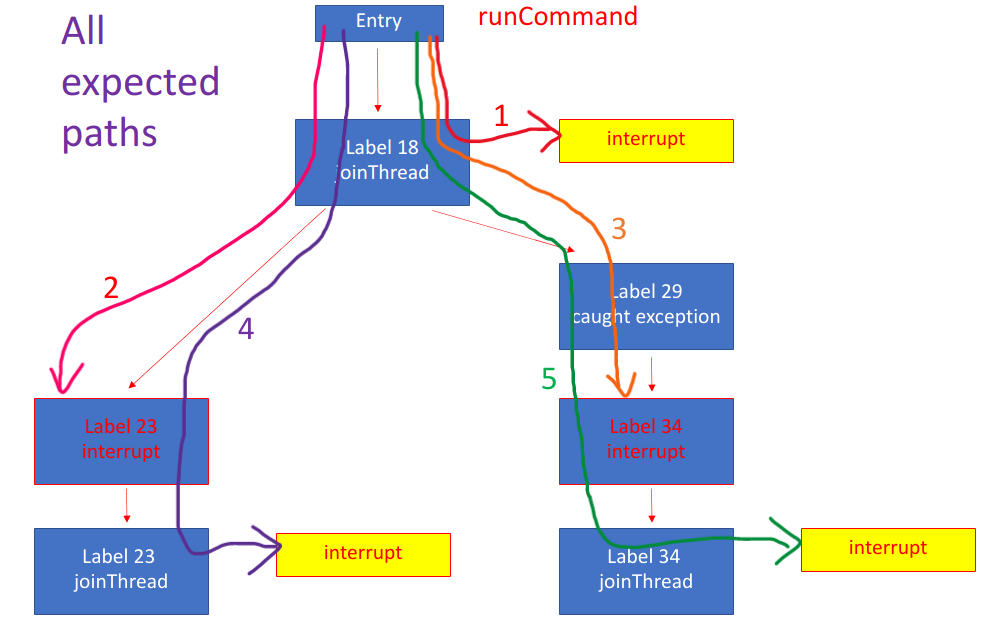 All
expected
paths
Entry
runCommand
1
Label 18
joinThread
interrupt
2
3
4
Label 29
caught exception
5
Label 23
interrupt
Label 34
interrupt
Label 23
joinThread
interrupt
Label 34
joinThread
interrupt